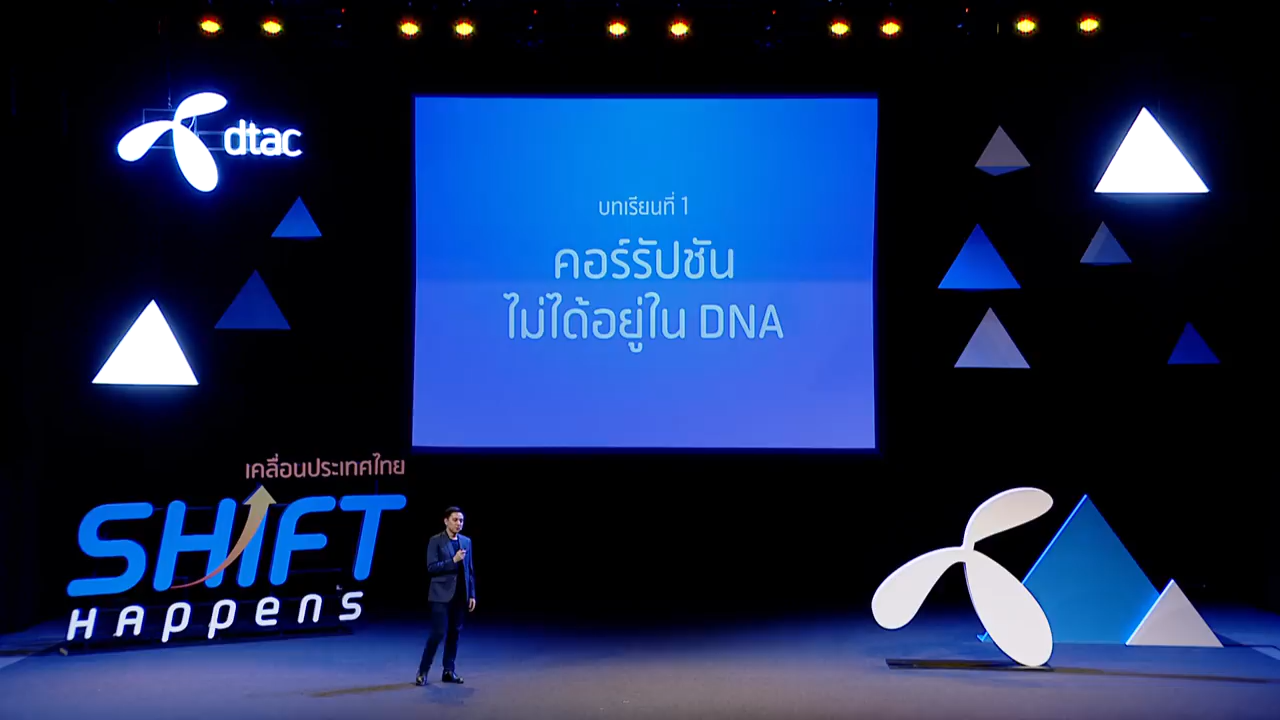 dtac
บทเรียนที่ 1
คอร์รัปชัน
ไม่ได้อยู่ใน DNA
เคลื่อนประเทศไทย
SHIFT
HAppen's